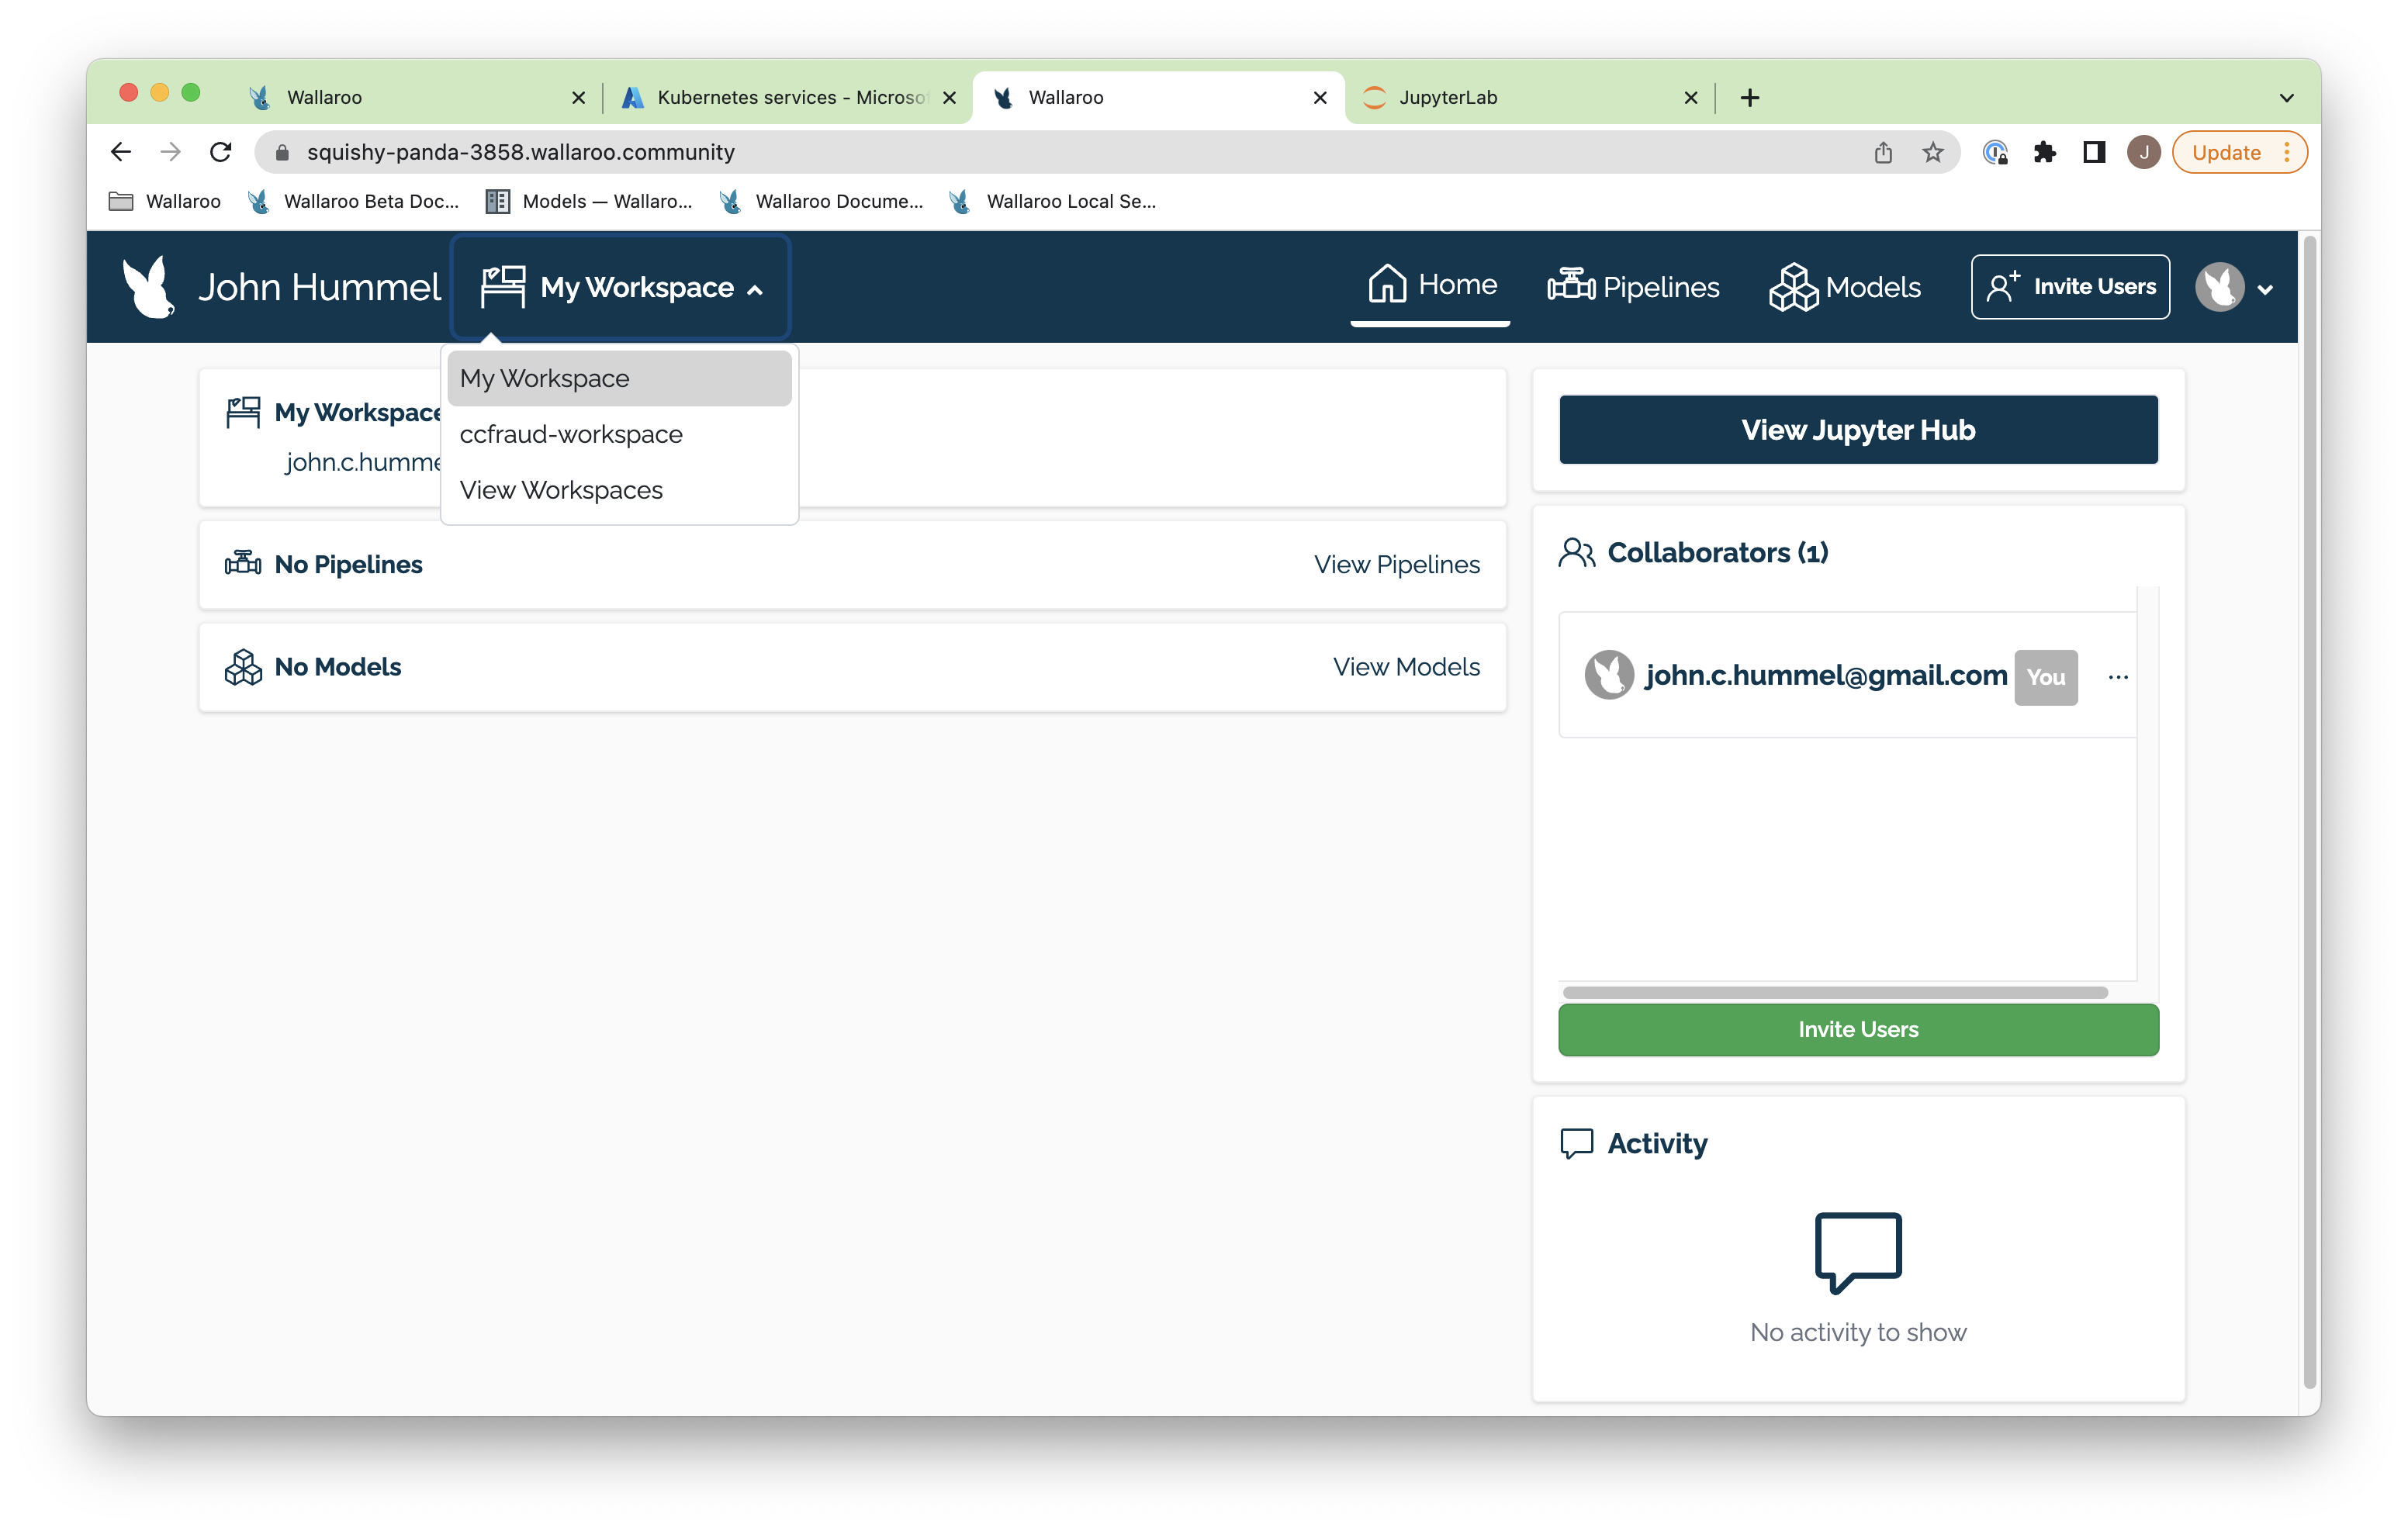 Wallaroo
Kubernetes services - Microso
Wallaroo
JupyterLab
squishy-panda-3858.wallaroo.community
J
Update
Wallaroo
Wallaroo Beta Doc...
Models — Wallaro...
Wallaroo Docume...
Wallaroo Local Se...
John Hummel
My Workspace
Home
Pipelines
Models
Invite Users
My Workspace
ccfraud-workspace
View Workspaces
My Workspace
john.c.humme
No Pipelines
View Pipelines
No Models
View Models
View Jupyter Hub
Collaborators (1)
john.c.hummel@gmail.com
You
...
Invite Users
Activity
No activity to show